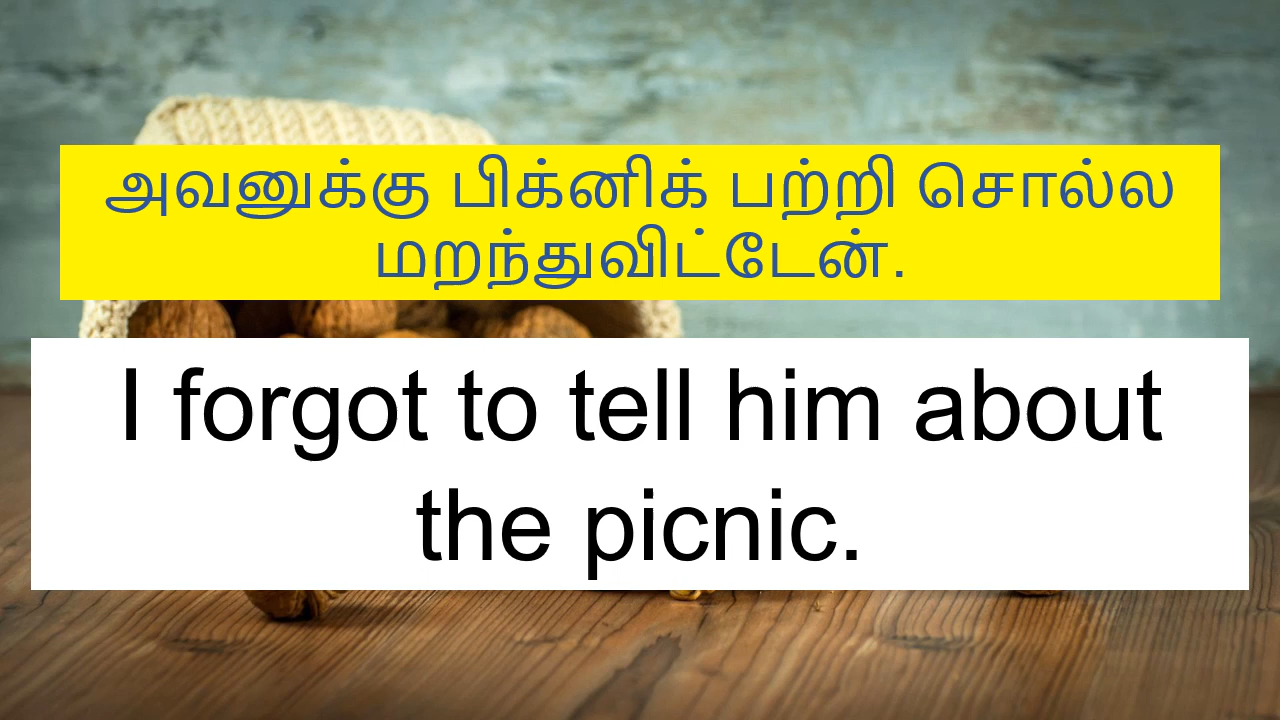 அவனுக்கு பிக்னிக் பற்றி சொல்ல
மறந்துவிட்டேன்.
I forgot to tell him about
the picnic.